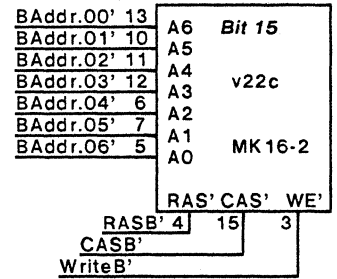 BAddr.00' 13 A6 Bit 15
BAddr.01' 10 A5
BAddr.02' 11 A4
BAddr.03' 12 A3 v22c
BAddr.04' 6 A2
BAddr.05' 7 A1
BAddr.06' 5 A0 MK16-2
RAS' CAS' WE'
RASB' 4 15 3
CASB'
WriteB'